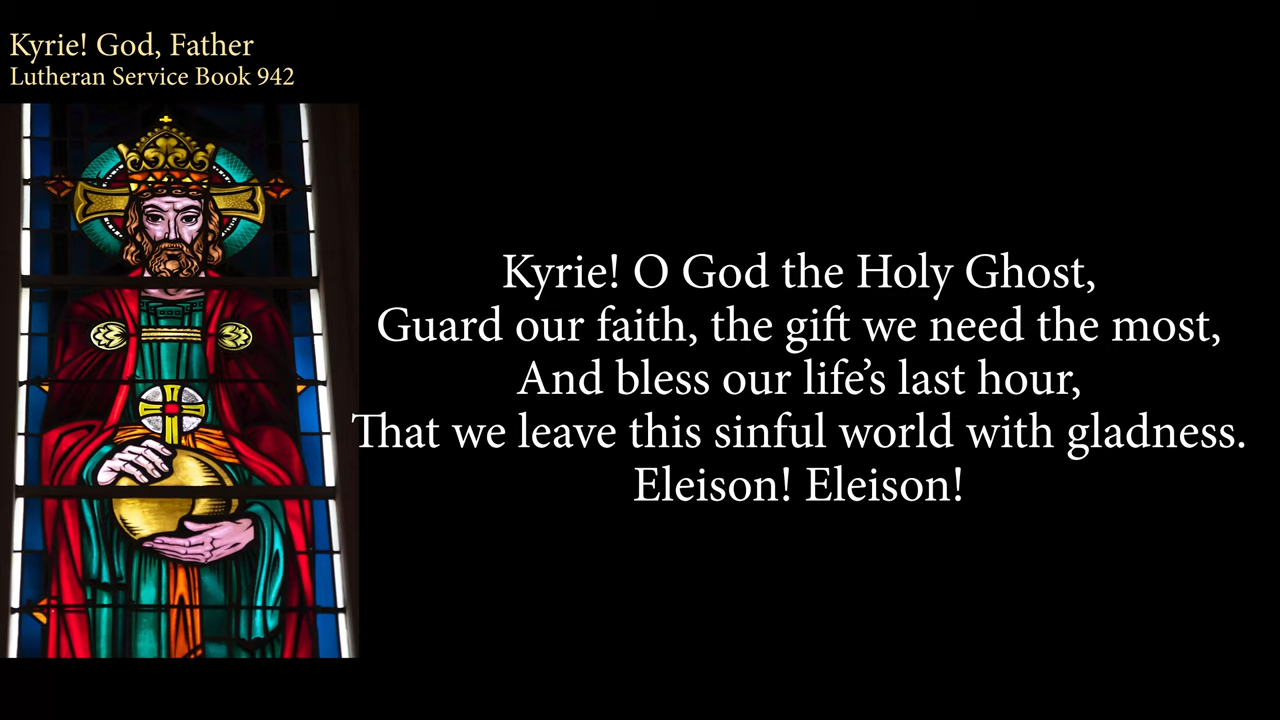 Kyrie! God, Father
Lutheran Service Book 942
Kyrie! O God the Holy Ghost,
Guard our faith, the gift we need the most,
And bless our life’s last hour,
That we leave this sinful world with gladness.
Eleison! Eleison!